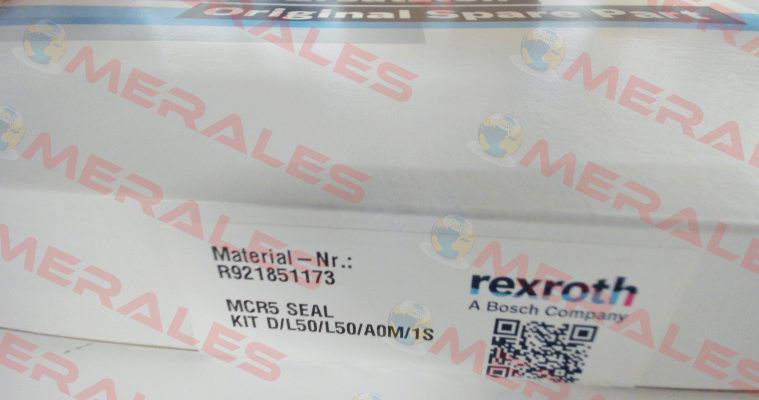 Original Spare Part
MERALES
MERALES
MERALES
MERALES
MERALES
MERALES
Material-Nr.:
R921851173
rexroth
A Bosch Company
MCR5 SEAL
KIT D/L50/L50/A0M/1S